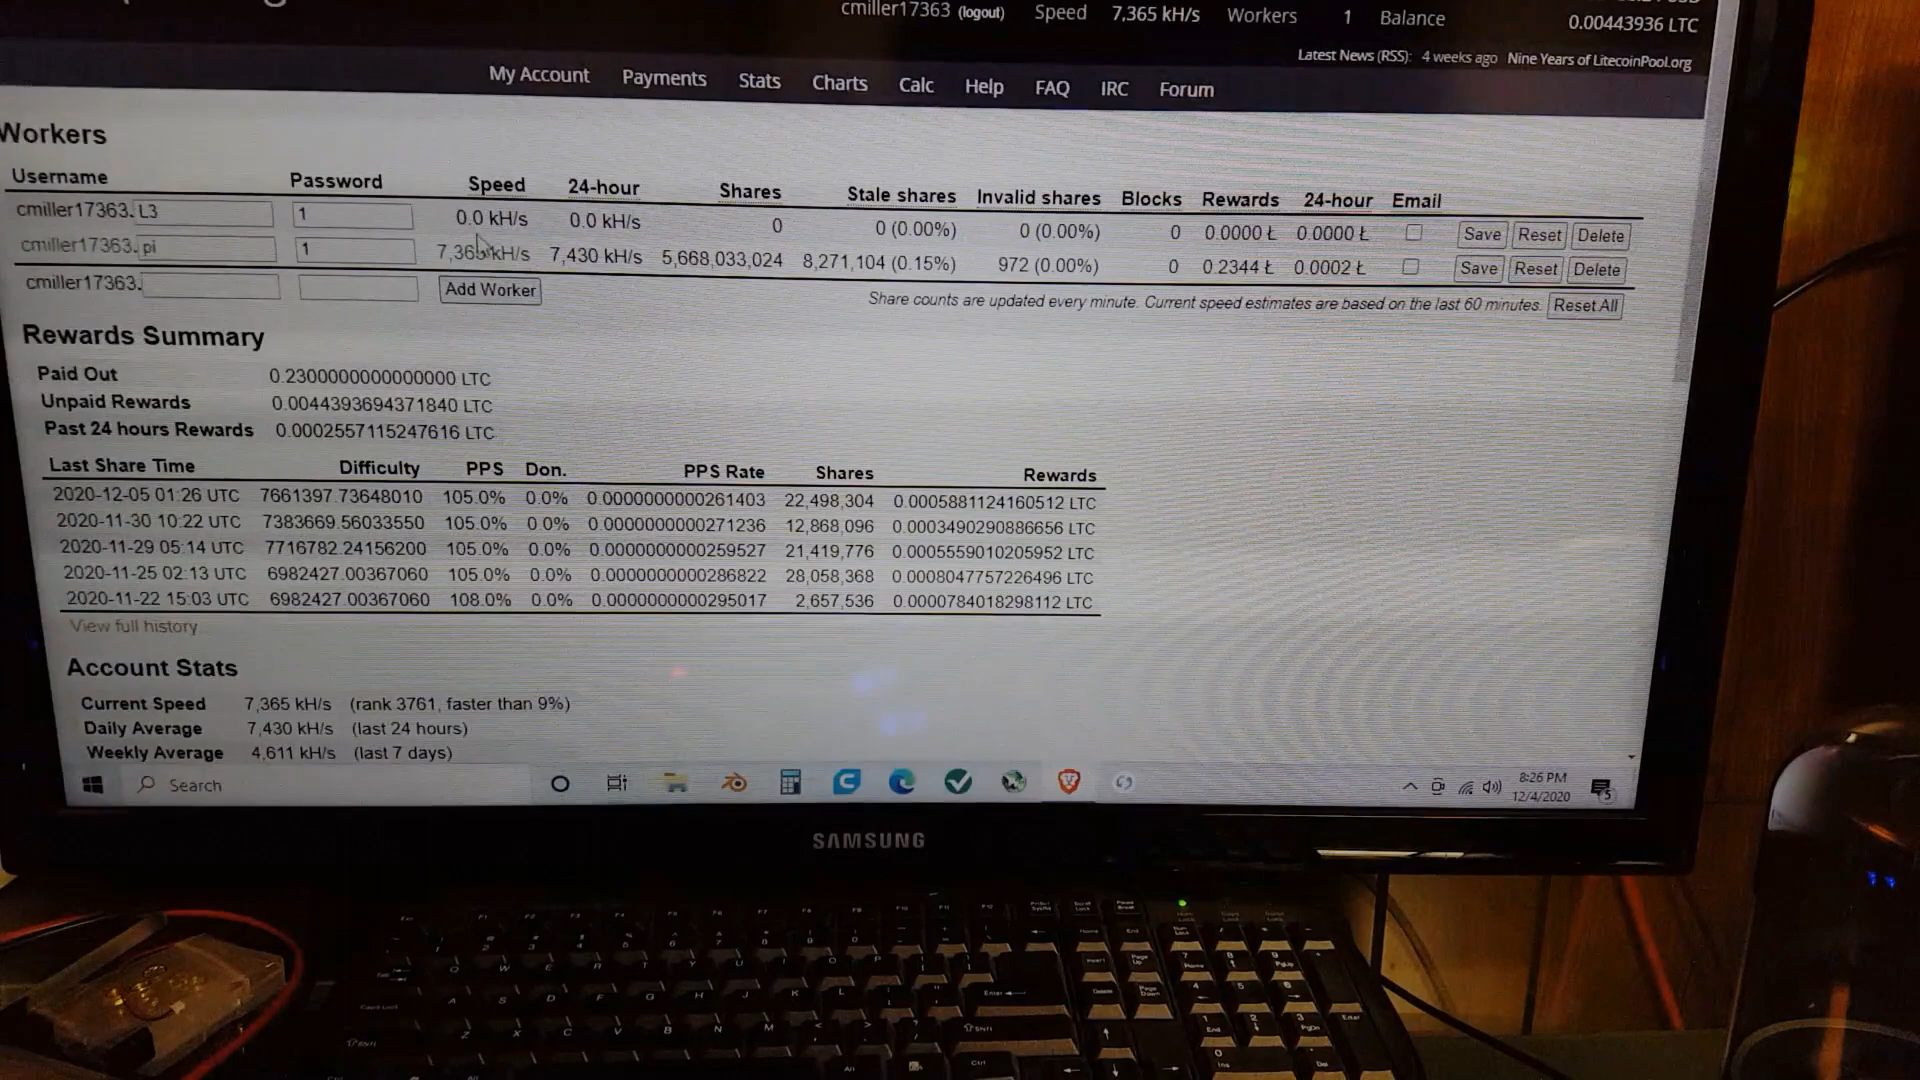 cmiller17363 (logout) Speed 7,365 kH/s Workers 1 Balance
0.00443936 LTC
Latest News (RSS): 4 weeks ago Nine Years of LitecoinPool.org
My Account Payments Stats Charts Calc Help FAQ IRC Forum
Workers
Username Password Speed 24-hour Shares Stale shares Invalid shares Blocks Rewards 24-hour Email
cmiller17363. L3 1 0.0 kH/s 0.0 kH/s 0 0 (0.00%) 0 (0.00%) 0 0.0000 Ł 0.0000 Ł Save Reset Delete
cmiller17363. pi 1 7,365 kH/s 7,430 kH/s 5,668,033,024 8,271,104 (0.15%) 972 (0.00%) 0 0.2344 Ł 0.0002 Ł Save Reset Delete
cmiller17363. Add Worker
Share counts are updated every minute. Current speed estimates are based on the last 60 minutes. Reset All
Rewards Summary
Paid Out 0.2300000000000000 LTC
Unpaid Rewards 0.0044393694371840 LTC
Past 24 hours Rewards 0.0002557115247616 LTC
Last Share Time Difficulty PPS Don. PPS Rate Shares Rewards
2020-12-05 01:26 UTC 7661397.73648010 105.0% 0.0% 0.0000000000261403 22,498,304 0.0005881124160512 LTC
2020-11-30 10:22 UTC 7383669.56033550 105.0% 0.0% 0.0000000000271236 12,868,096 0.0003490290886656 LTC
2020-11-29 05:14 UTC 7716782.24156200 105.0% 0.0% 0.0000000000259527 21,419,776 0.0005559010205952 LTC
2020-11-25 02:13 UTC 6982427.00367060 105.0% 0.0% 0.0000000000286822 28,058,368 0.0008047757226496 LTC
2020-11-22 15:03 UTC 6982427.00367060 108.0% 0.0% 0.0000000000295017 2,657,536 0.0000784018298112 LTC
View full history
Account Stats
Current Speed 7,365 kH/s (rank 3761, faster than 9%)
Daily Average 7,430 kH/s (last 24 hours)
Weekly Average 4,611 kH/s (last 7 days)
Search
8:26 PM
12/4/2020
5
SAMSUNG